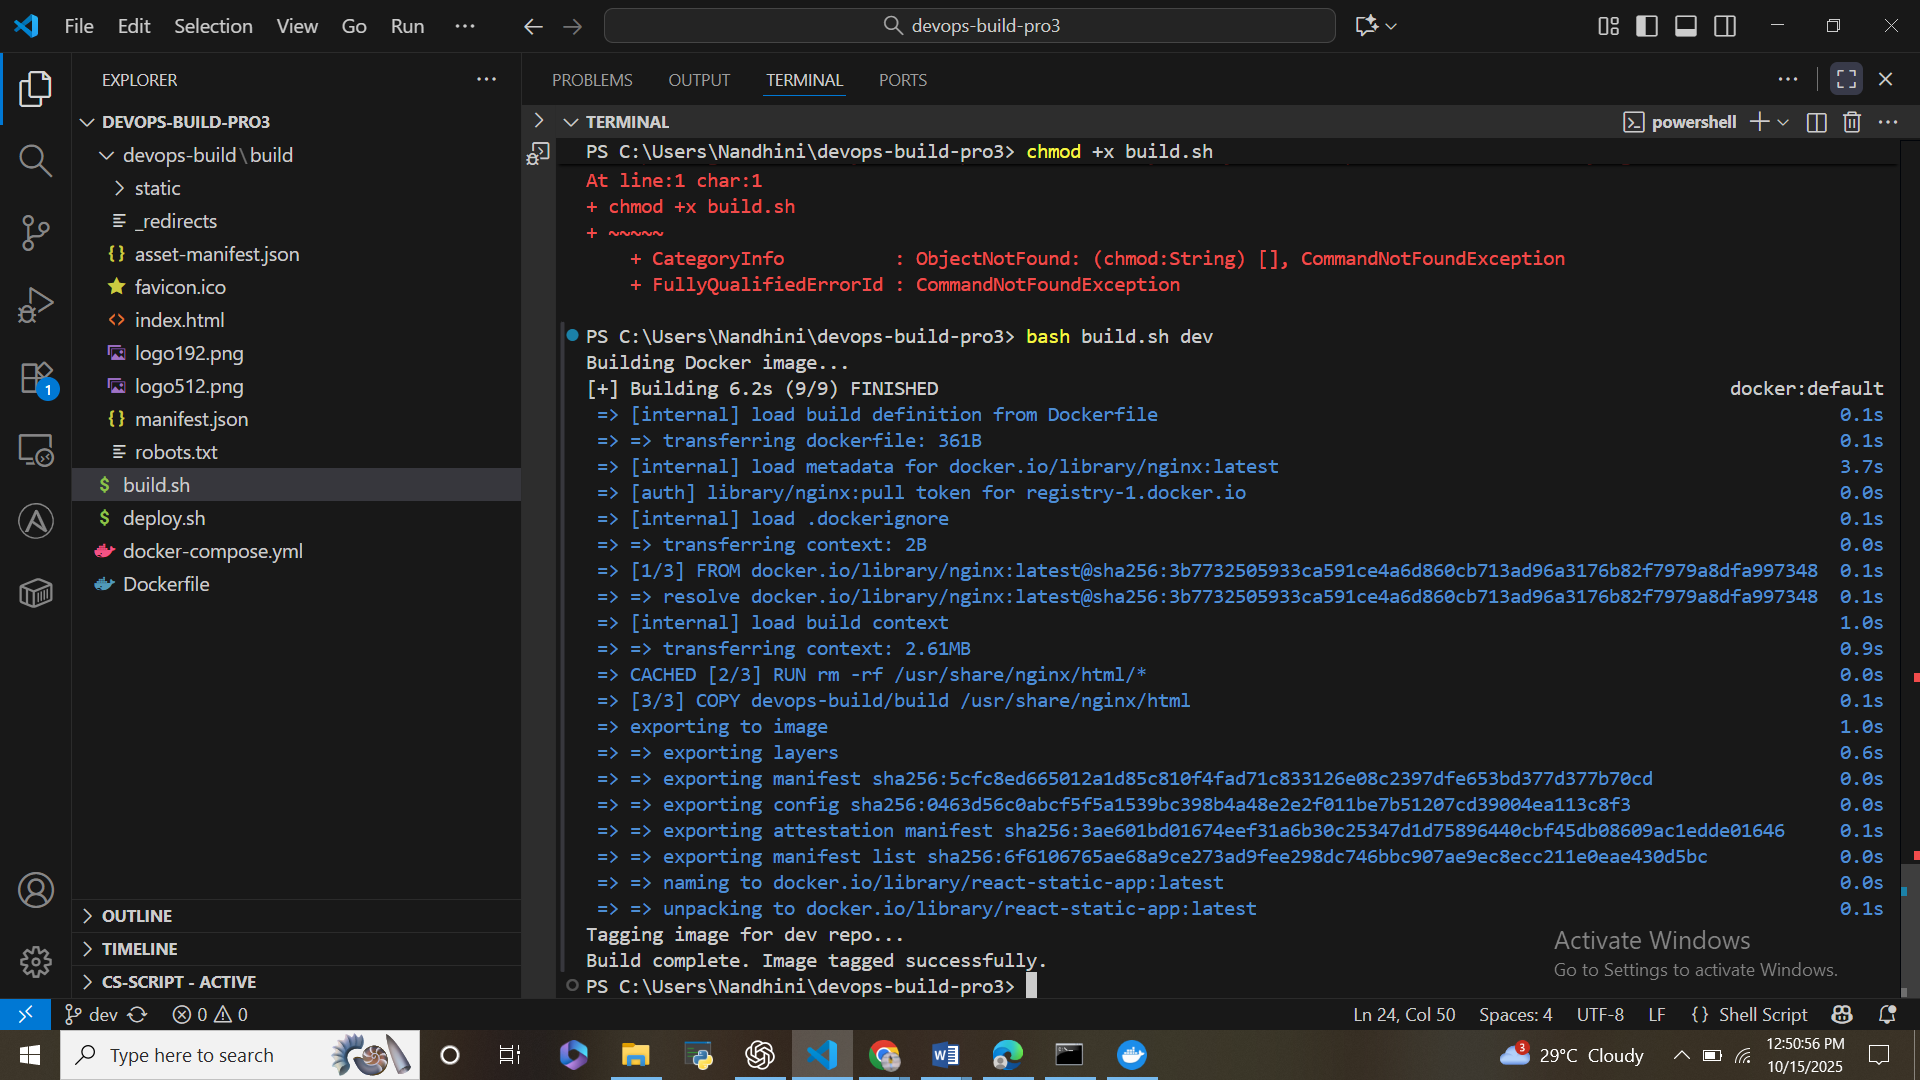 File Edit Selection View Go Run ...
devops-build-pro3
EXPLORER
DEVOPS-BUILD-PRO3
devops-build\build
static
_redirects
{} asset-manifest.json
favicon.ico
<> index.html
logo192.png
logo512.png
{} manifest.json
robots.txt
$ build.sh
$ deploy.sh
docker-compose.yml
Dockerfile
OUTLINE
TIMELINE
CS-SCRIPT - ACTIVE
PROBLEMS OUTPUT TERMINAL PORTS
TERMINAL
powershell
PS C:\Users\Nandhini\devops-build-pro3> chmod +x build.sh
At line:1 char:1
+ chmod +x build.sh
+ ~~~~~
+ CategoryInfo : ObjectNotFound: (chmod:String) [], CommandNotFoundException
+ FullyQualifiedErrorId : CommandNotFoundException
PS C:\Users\Nandhini\devops-build-pro3> bash build.sh dev
Building Docker image...
[+] Building 6.2s (9/9) FINISHED docker:default
=> [internal] load build definition from Dockerfile 0.1s
=> => transferring dockerfile: 361B 0.1s
=> [internal] load metadata for docker.io/library/nginx:latest 3.7s
=> [auth] library/nginx:pull token for registry-1.docker.io 0.0s
=> [internal] load .dockerignore 0.1s
=> => transferring context: 2B 0.0s
=> [1/3] FROM docker.io/library/nginx:latest@sha256:3b7732505933ca591ce4a6d860cb713ad96a3176b82f7979a8dfa997348 0.1s
=> => resolve docker.io/library/nginx:latest@sha256:3b7732505933ca591ce4a6d860cb713ad96a3176b82f7979a8dfa997348 0.1s
=> [internal] load build context 1.0s
=> => transferring context: 2.61MB 0.9s
=> CACHED [2/3] RUN rm -rf /usr/share/nginx/html/* 0.0s
=> [3/3] COPY devops-build/build /usr/share/nginx/html 0.1s
=> exporting to image 1.0s
=> => exporting layers 0.6s
=> => exporting manifest sha256:5cfc8ed665012a1d85c810f4fad71c833126e08c2397dfe653bd377d377b70cd 0.0s
=> => exporting config sha256:0463d56c0abcf5f5a1539bc398b4a48e2e2f011be7b51207cd39004ea113c8f3 0.0s
=> => exporting attestation manifest sha256:3ae601bd01674eef31a6b30c25347d1d75896440cbf45db08609ac1edde01646 0.1s
=> => exporting manifest list sha256:6f6106765ae68a9ce273ad9fee298dc746bbc907ae9ec8ecc211e0eae430d5bc 0.0s
=> => naming to docker.io/library/react-static-app:latest 0.0s
=> => unpacking to docker.io/library/react-static-app:latest 0.1s
Tagging image for dev repo...
Build complete. Image tagged successfully.
PS C:\Users\Nandhini\devops-build-pro3>
Activate Windows
Go to Settings to activate Windows.
1
dev 0 0 Ln 24, Col 50 Spaces: 4 UTF-8 LF {} Shell Script
Type here to search
3 29°C Cloudy
12:50:56 PM
10/15/2025